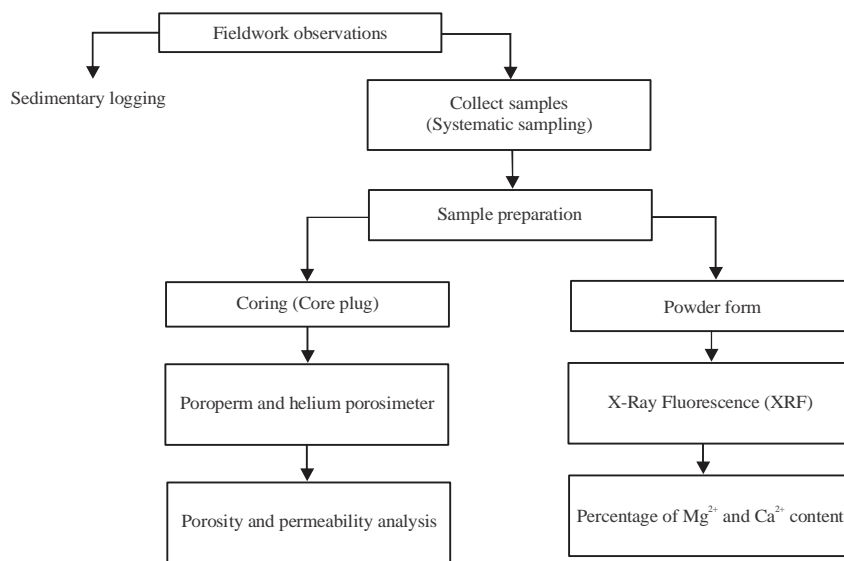 Fieldwork observations
Sedimentary logging
Collect samples
(Systematic sampling)
Sample preparation
Coring (Core plug)
Powder form
Poroperm and helium porosimeter
X-Ray Fluorescence (XRF)
Porosity and permeability analysis
Percentage of Mg²⁺ and Ca²⁺ content